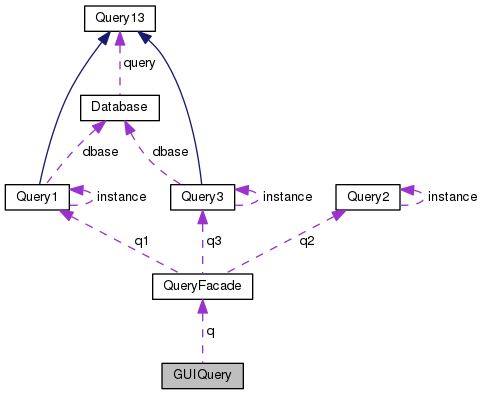 Query13
query
Database
dbase
dbase
Query1
instance
Query3
instance
Query2
instance
q1
q3
q2
QueryFacade
q
GUIQuery